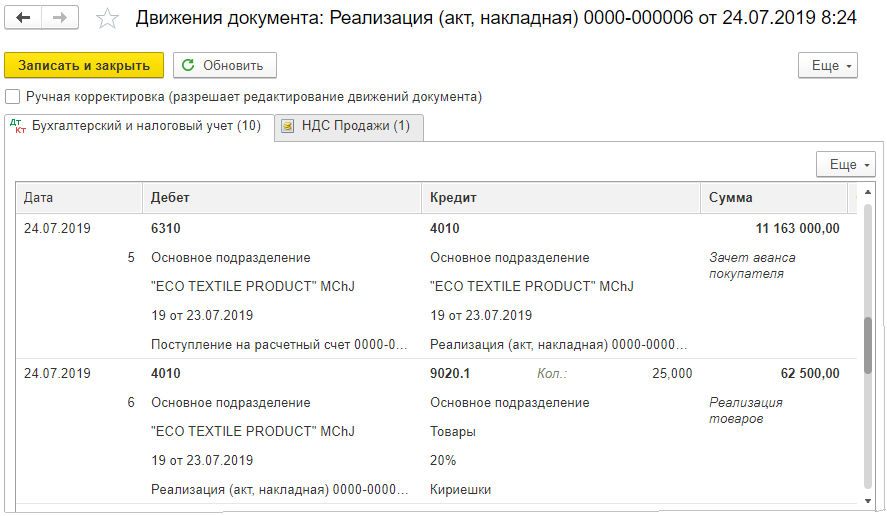 Движения документа: Реализация (акт, накладная) 0000-000006 от 24.07.2019 8:24
Записать и закрыть Обновить Еще
Ручная корректировка (разрешает редактирование движений документа)
Дт Кт Бухгалтерский и налоговый учет (10) НДС Продажи (1)
Еще
Дата Дебет Кредит Сумма
24.07.2019 6310 4010 11 163 000,00
5 Основное подразделение Основное подразделение Зачет аванса
покупателя
"ECO TEXTILE PRODUCT" MChJ "ECO TEXTILE PRODUCT" MChJ
19 от 23.07.2019 19 от 23.07.2019
Поступление на расчетный счет 0000-0... Реализация (акт, накладная) 0000-0000...
24.07.2019 4010 9020.1 Кол.: 25,000 62 500,00
6 Основное подразделение Основное подразделение Реализация
товаров
"ECO TEXTILE PRODUCT" MChJ Товары
19 от 23.07.2019 20%
Реализация (акт, накладная) 0000-0000... Кириешки